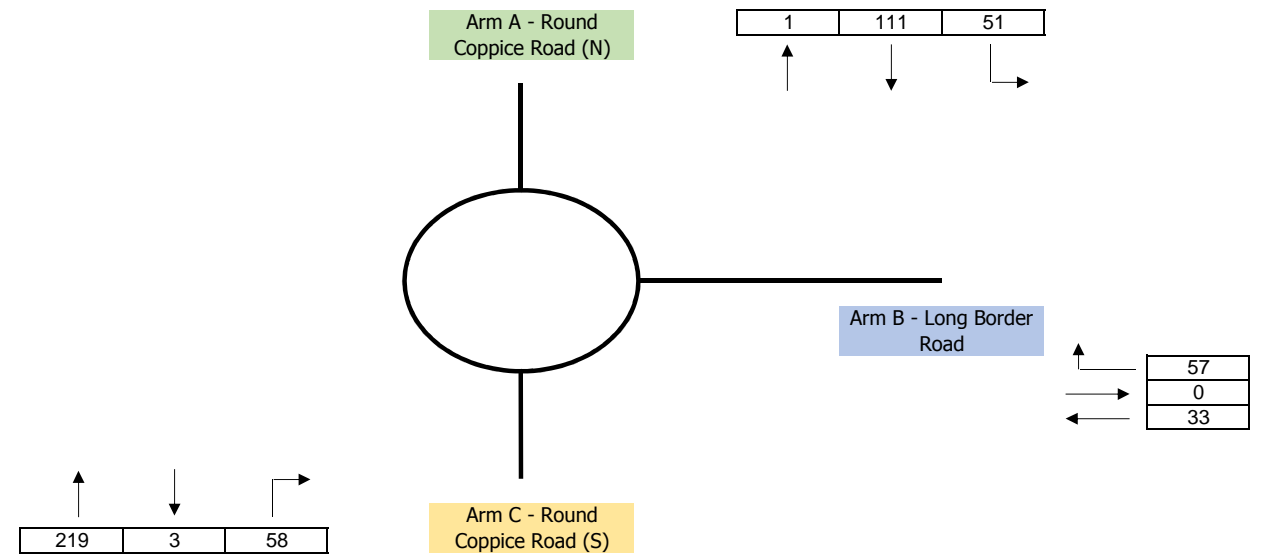 Arm A - Round
Coppice Road (N)
1 111 51
Arm B - Long Border
Road
57
0
33
219 3 58
Arm C - Round
Coppice Road (S)